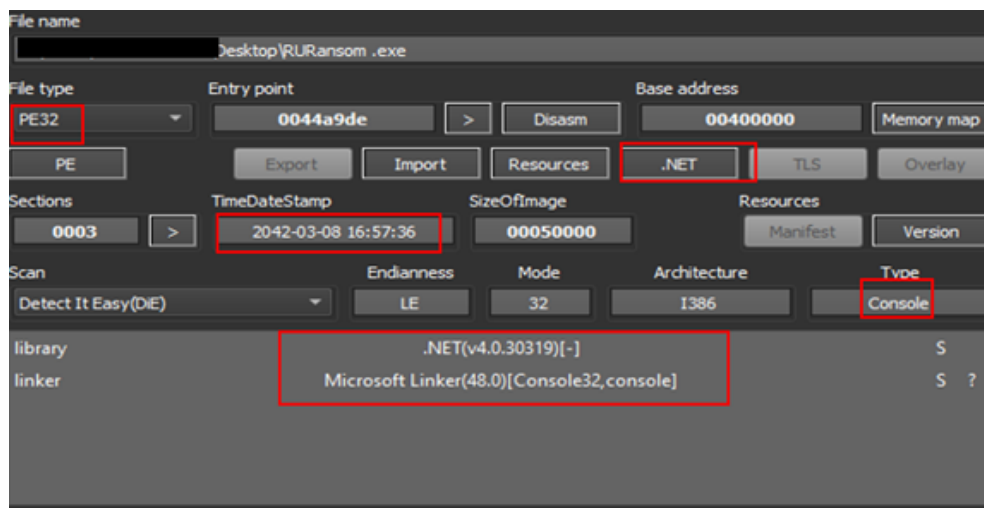 File name
Desktop\RURansom .exe
File type Entry point Base address
PE32 0044a9de > Disasm 00400000 Memory map
PE Export Import Resources .NET TLS Overlay
Sections TimeDateStamp SizeOfImage Resources
0003 > 2042-03-08 16:57:36 00050000 Manifest Version
Scan Endianness Mode Architecture Type
Detect It Easy(DiE) LE 32 I386 Console
library .NET(v4.0.30319)[-] S
linker Microsoft Linker(48.0)[Console32,console] S ?